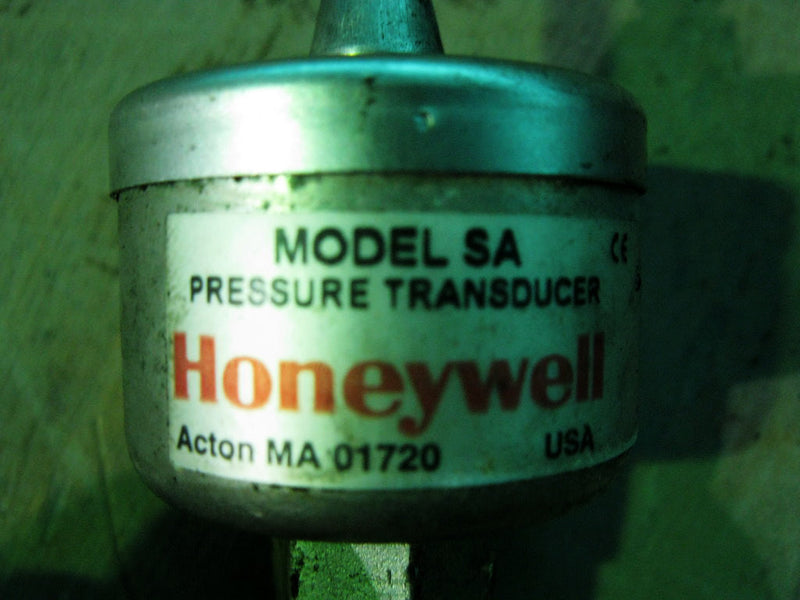 MODEL SA
CE
PRESSURE TRANSDUCER
Honeywell
Acton MA 01720 USA